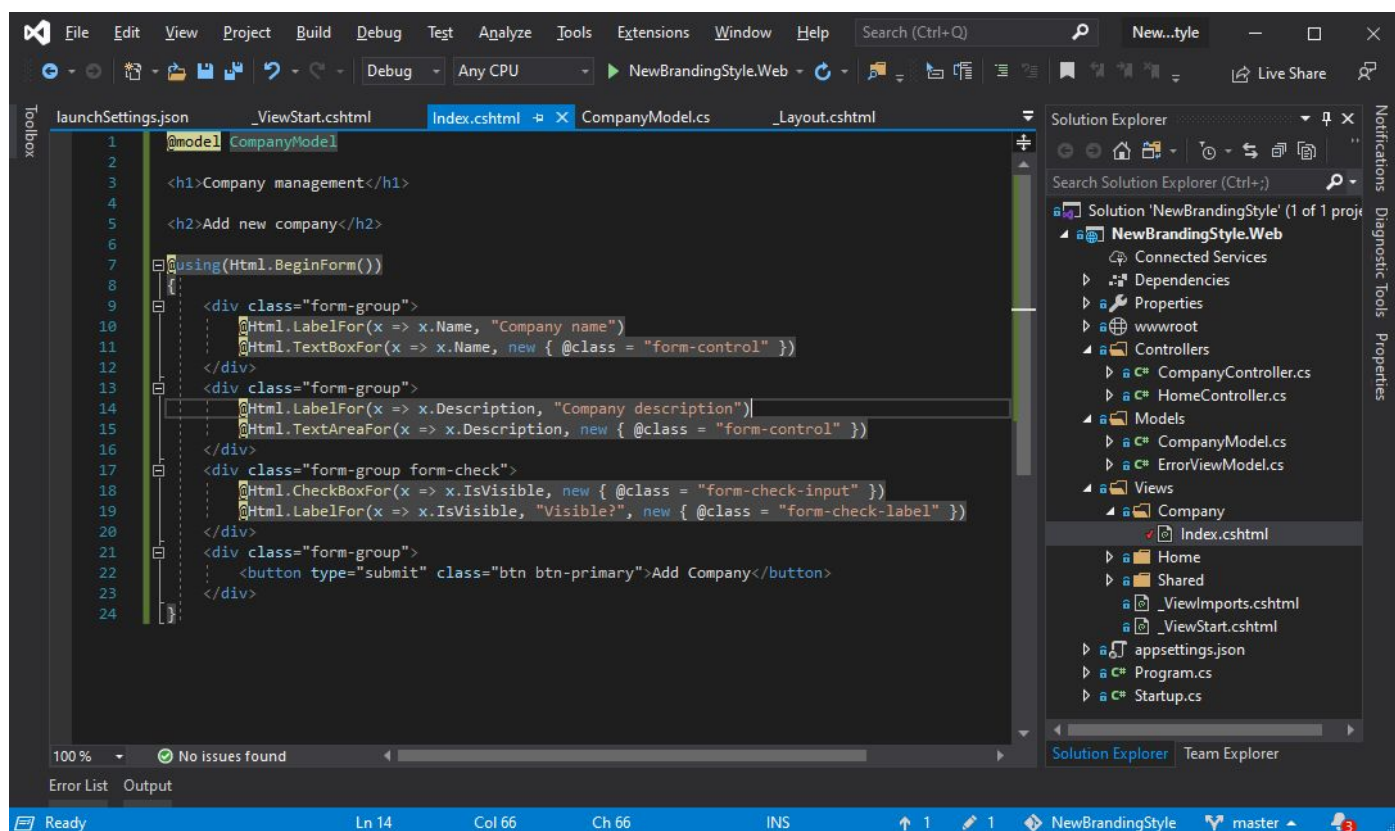 File Edit View Project Build Debug Test Analyze Tools Extensions Window Help Search (Ctrl+Q) New...tyle
Debug Any CPU NewBrandingStyle.Web Live Share
Toolbox
launchSettings.json _ViewStart.cshtml Index.cshtml CompanyModel.cs _Layout.cshtml
1 @model CompanyModel
2
3 <h1>Company management</h1>
4
5 <h2>Add new company</h2>
6
7 @using(Html.BeginForm())
8 {
9 <div class="form-group">
10 @Html.LabelFor(x => x.Name, "Company name")
11 @Html.TextBoxFor(x => x.Name, new { @class = "form-control" })
12 </div>
13 <div class="form-group">
14 @Html.LabelFor(x => x.Description, "Company description")
15 @Html.TextAreaFor(x => x.Description, new { @class = "form-control" })
16 </div>
17 <div class="form-group form-check">
18 @Html.CheckBoxFor(x => x.IsVisible, new { @class = "form-check-input" })
19 @Html.LabelFor(x => x.IsVisible, "Visible?", new { @class = "form-check-label" })
20 </div>
21 <div class="form-group">
22 <button type="submit" class="btn btn-primary">Add Company</button>
23 </div>
24 }
100 % No issues found
Solution Explorer
Search Solution Explorer (Ctrl+;)
Solution 'NewBrandingStyle' (1 of 1 proje
NewBrandingStyle.Web
Connected Services
Dependencies
Properties
wwwroot
Controllers
C# CompanyController.cs
C# HomeController.cs
Models
C# CompanyModel.cs
C# ErrorViewModel.cs
Views
Company
Index.cshtml
Home
Shared
_ViewImports.cshtml
_ViewStart.cshtml
appsettings.json
C# Program.cs
C# Startup.cs
Solution Explorer Team Explorer
Notifications
Diagnostic Tools
Properties
Error List Output
Ready Ln 14 Col 66 Ch 66 INS 1 1 NewBrandingStyle master 3